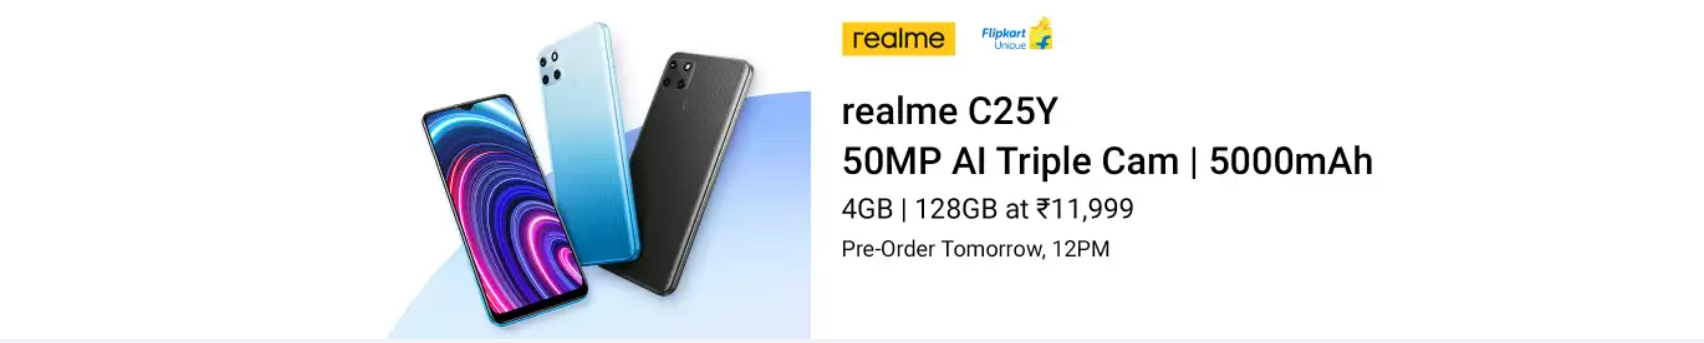 realme
Flipkart
Unique
realme C25Y
50MP AI Triple Cam | 5000mAh
4GB | 128GB at ₹11,999
Pre-Order Tomorrow, 12PM